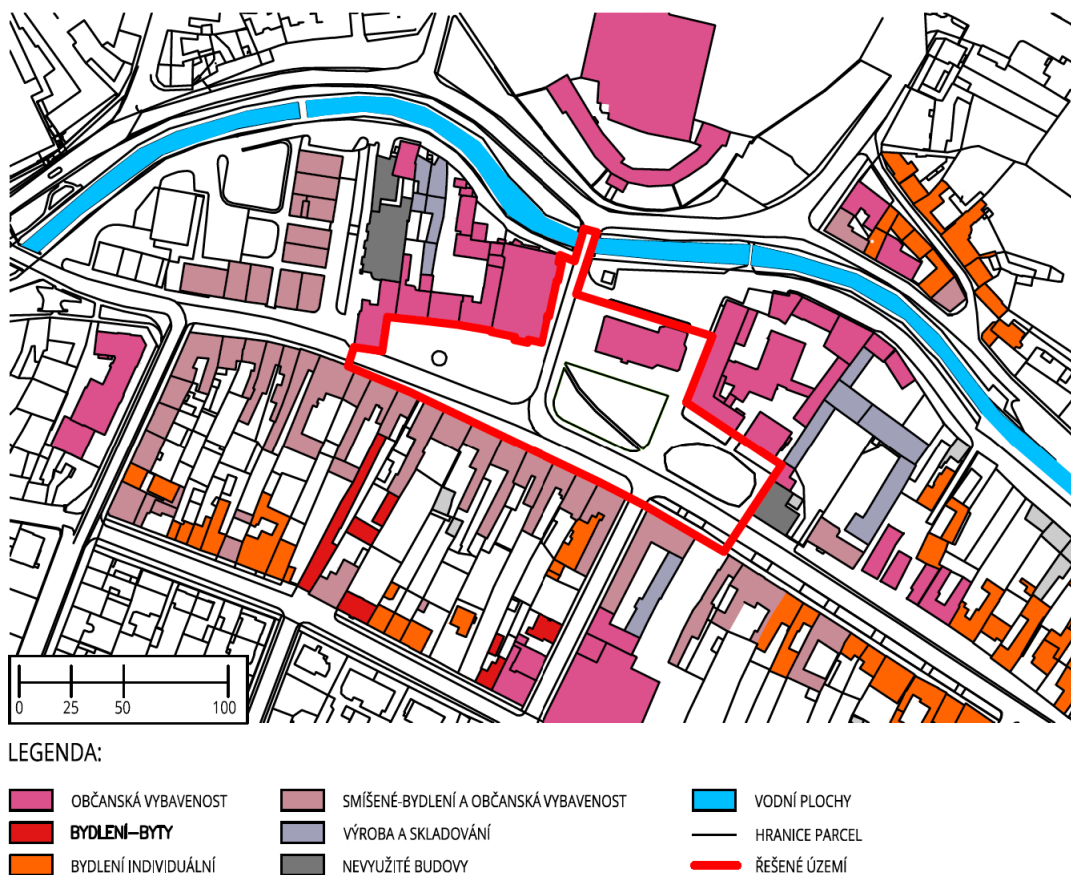 0 25 50 100
LEGENDA:
OBČANSKÁ VYBAVENOST
BYDLENÍ–BYTY
BYDLENÍ INDIVIDUÁLNÍ
SMÍŠENÉ-BYDLENÍ A OBČANSKÁ VYBAVENOST
VÝROBA A SKLADOVÁNÍ
NEVYUŽITÉ BUDOVY
VODNÍ PLOCHY
HRANICE PARCEL
ŘEŠENÉ ÚZEMÍ